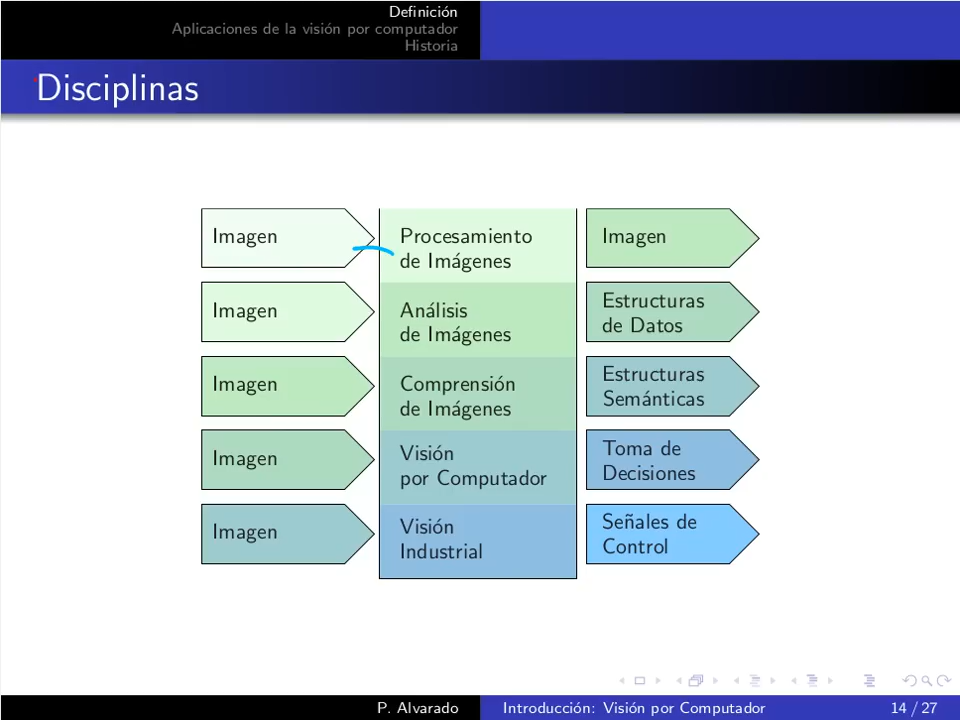 Definición
Aplicaciones de la visión por computador
Historia
Disciplinas
Imagen
Procesamiento
de Imágenes
Imagen
Imagen
Análisis
de Imágenes
Estructuras
de Datos
Imagen
Comprensión
de Imágenes
Estructuras
Semánticas
Imagen
Visión
por Computador
Toma de
Decisiones
Imagen
Visión
Industrial
Señales de
Control
P. Alvarado
Introducción: Visión por Computador
14 / 27